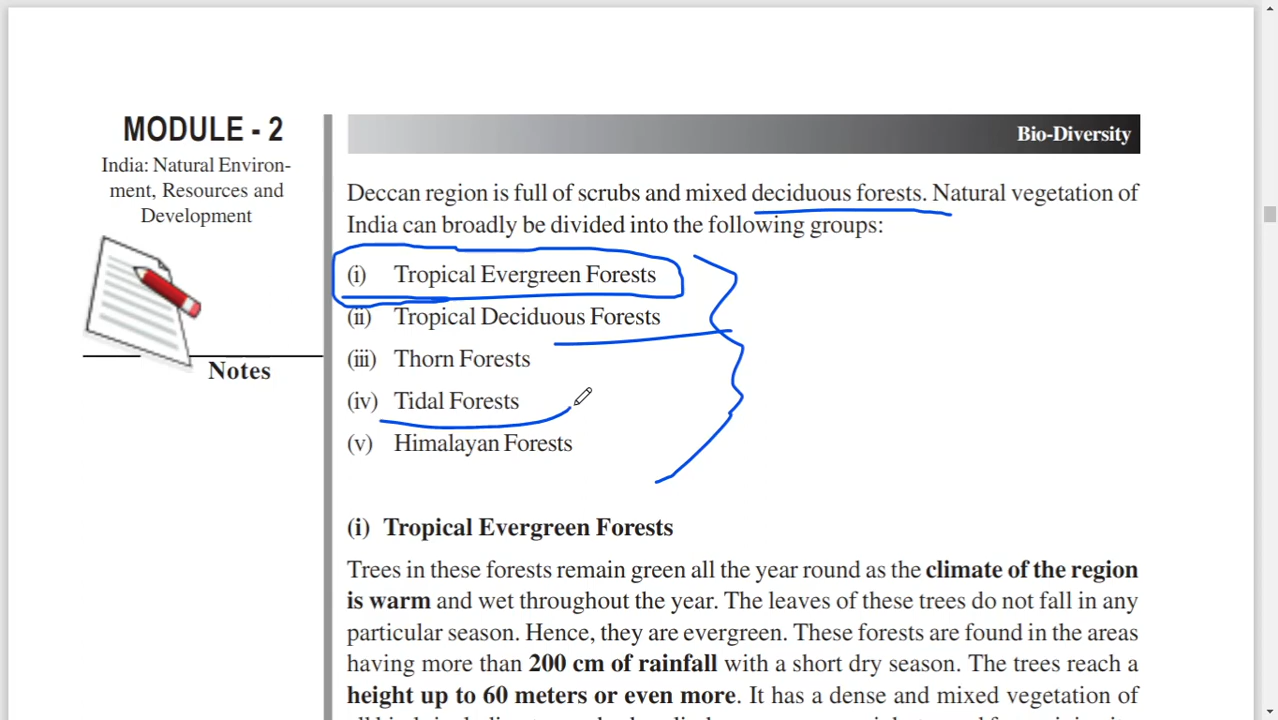 MODULE - 2
India: Natural Environ-
ment, Resources and
Development
Notes
Bio-Diversity
Deccan region is full of scrubs and mixed deciduous forests. Natural vegetation of
India can broadly be divided into the following groups:
(i) Tropical Evergreen Forests
(ii) Tropical Deciduous Forests
(iii) Thorn Forests
(iv) Tidal Forests
(v) Himalayan Forests
(i) Tropical Evergreen Forests
Trees in these forests remain green all the year round as the climate of the region
is warm and wet throughout the year. The leaves of these trees do not fall in any
particular season. Hence, they are evergreen. These forests are found in the areas
having more than 200 cm of rainfall with a short dry season. The trees reach a
height up to 60 meters or even more. It has a dense and mixed vegetation of